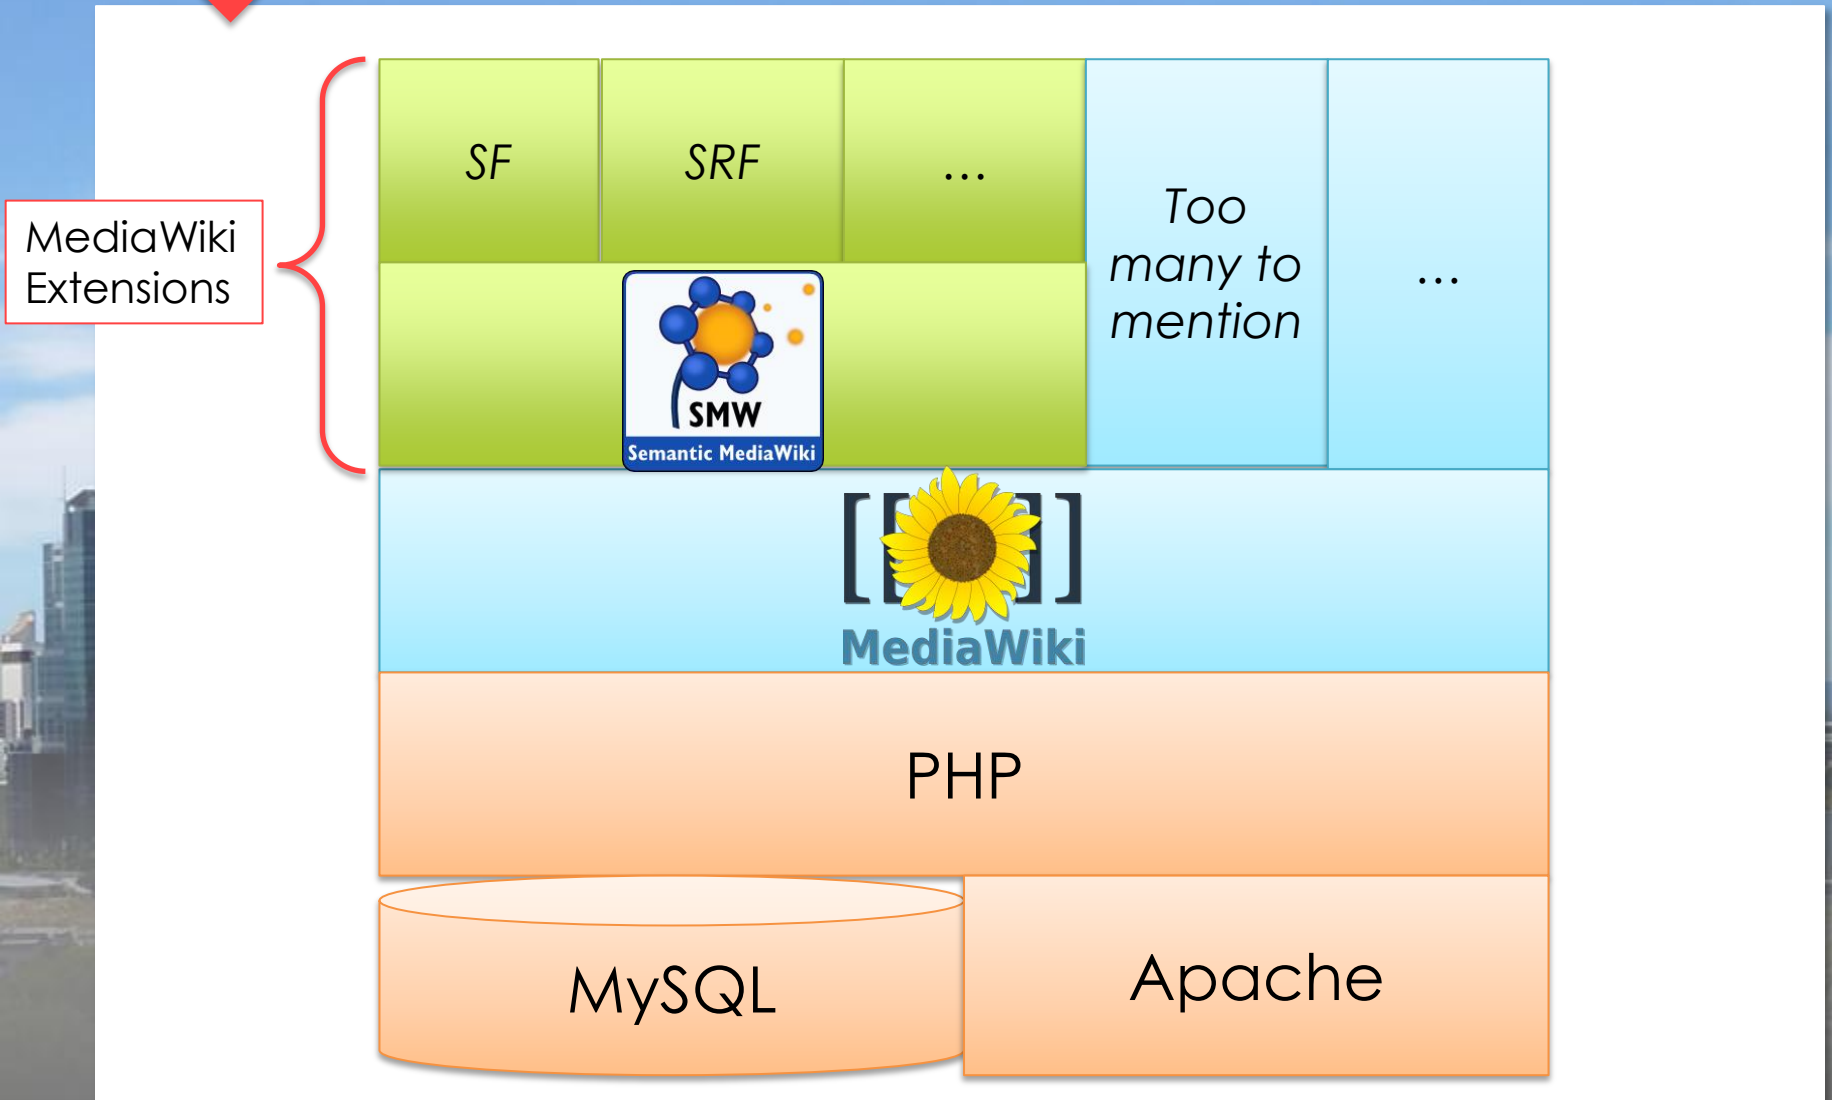 SF
SRF
...
Too
many to
mention
...
MediaWiki
Extensions
SMW
Semantic MediaWiki
[[ ]]
MediaWiki
PHP
MySQL
Apache